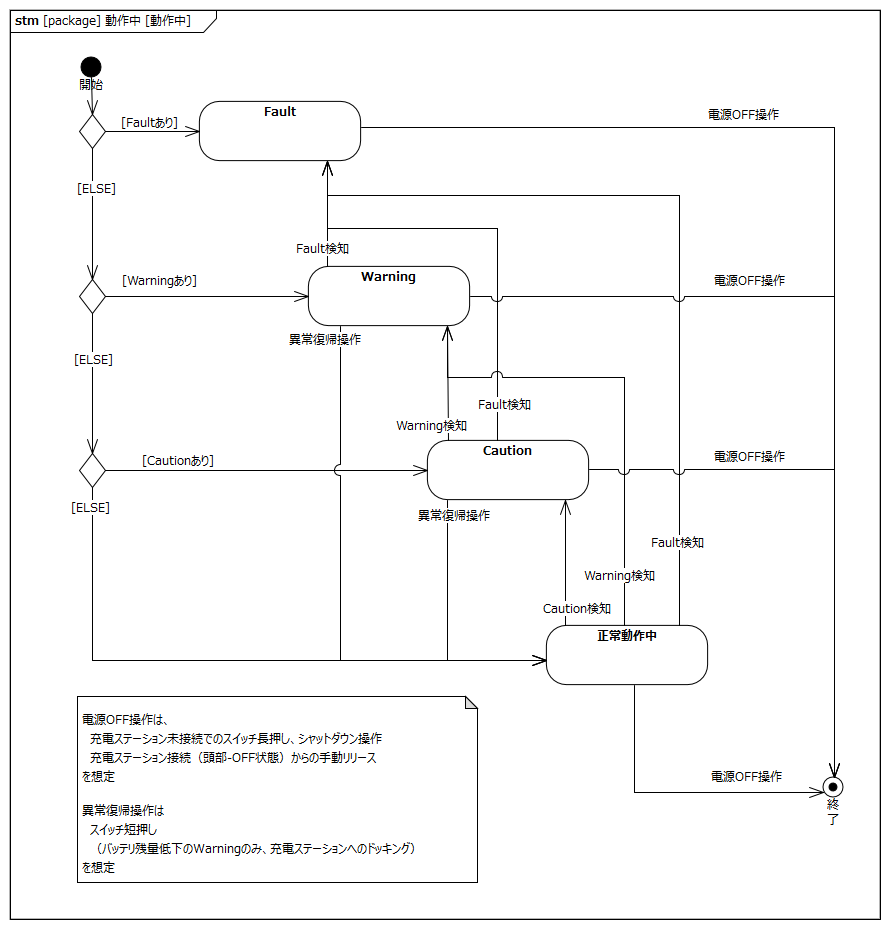 stm [package] 動作中 [動作中]
開始
[Faultあり]
Fault
電源OFF操作
[ELSE]
Fault検知
[Warningあり]
Warning
電源OFF操作
異常復帰操作
[ELSE]
Fault検知
Warning検知
[Cautionあり]
Caution
電源OFF操作
[ELSE]
異常復帰操作
Fault検知
Warning検知
Caution検知
正常動作中
電源OFF操作
終
了
電源OFF操作は、
充電ステーション未接続でのスイッチ長押し、シャットダウン操作
充電ステーション接続（頭部-OFF状態）からの手動リリース
を想定
異常復帰操作は
スイッチ短押し
（バッテリ残量低下のWarningのみ、充電ステーションへのドッキング）
を想定